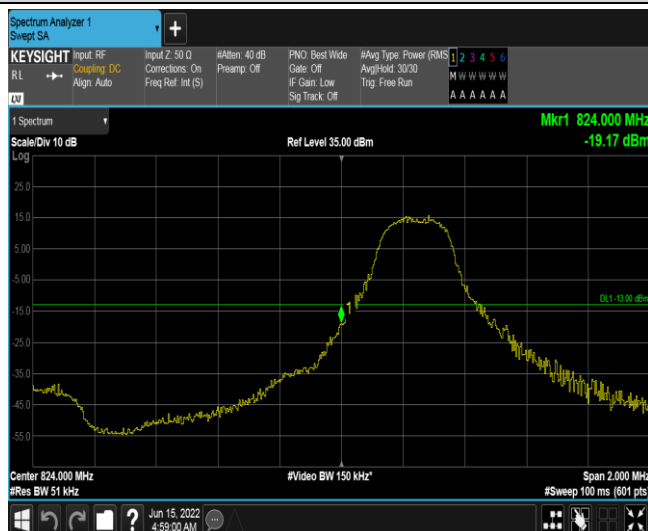 Spectrum Analyzer 1
Swept SA
KEYSIGHT
RL
LXI
Input: RF
Coupling: DC
Align: Auto
Input Z: 50 Ω
Corrections: On
Freq Ref: Int (S)
#Atten: 40 dB
Preamp: Off
PNO: Best Wide
Gate: Off
IF Gain: Low
Sig Track: Off
#Avg Type: Power (RMS
Avg|Hold: 30/30
Trig: Free Run
1 2 3 4 5 6
M W W W W W
A A A A A A
1 Spectrum
Mkr1 824.000 MHz
Scale/Div 10 dB
Ref Level 35.00 dBm
-19.17 dBm
Log
25.0
15.0
5.00
-5.00
DL1 -13.00 dBm
1
-15.0
-25.0
-35.0
-45.0
-55.0
Center 824.000 MHz
#Video BW 150 kHz*
Span 2.000 MHz
#Res BW 51 kHz
#Sweep 100 ms (601 pts)
?
Jun 15, 2022
4:59:00 AM